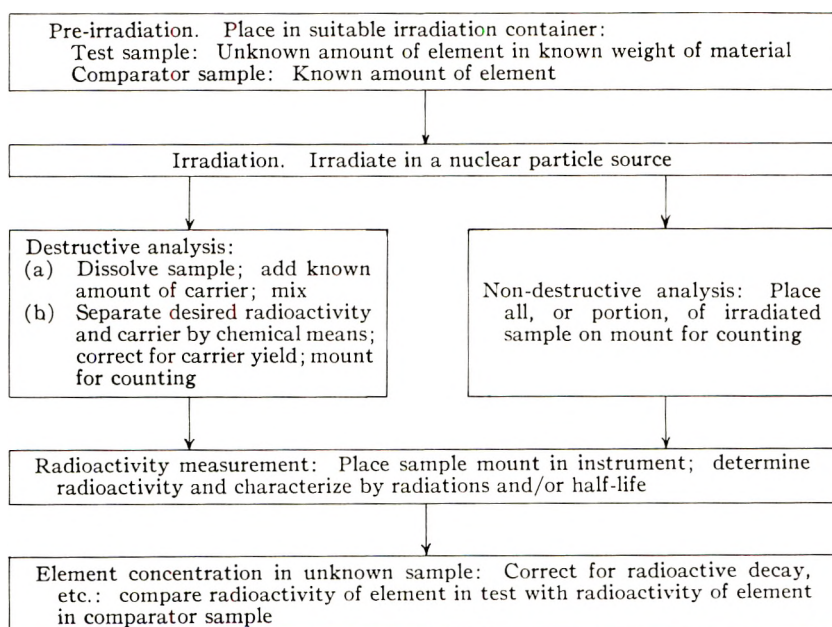 Pre-irradiation. Place in suitable irradiation container:
Test sample: Unknown amount of element in known weight of material
Comparator sample: Known amount of element
Irradiation. Irradiate in a nuclear particle source
Destructive analysis:
(a) Dissolve sample; add known
amount of carrier; mix
(b) Separate desired radioactivity
and carrier by chemical means;
correct for carrier yield; mount
for counting
Non-destructive analysis: Place
all, or portion, of irradiated
sample on mount for counting
Radioactivity measurement: Place sample mount in instrument; determine
radioactivity and characterize by radiations and/or half-life
Element concentration in unknown sample: Correct for radioactive decay,
etc.: compare radioactivity of element in test with radioactivity of element
in comparator sample